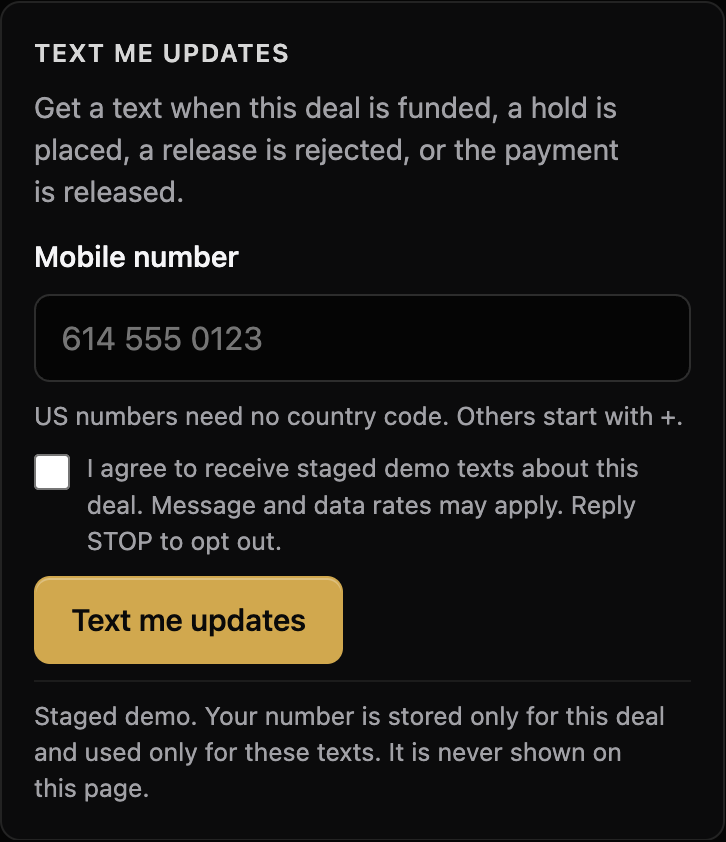 TEXT ME UPDATES
Get a text when this deal is funded, a hold is
placed, a release is rejected, or the payment
is released.
Mobile number
614 555 0123
US numbers need no country code. Others start with +.
I agree to receive staged demo texts about this
deal. Message and data rates may apply. Reply
STOP to opt out.
Text me updates
Staged demo. Your number is stored only for this deal
and used only for these texts. It is never shown on
this page.